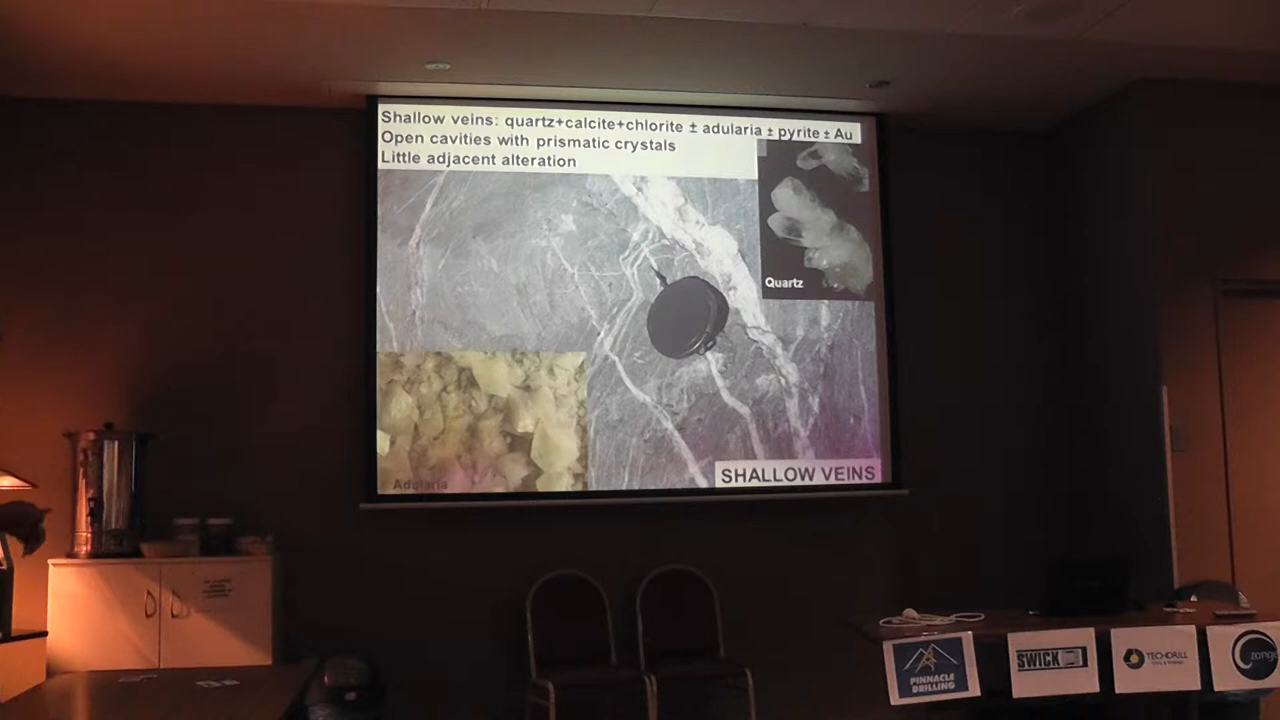 Shallow veins: quartz+calcite+chlorite ± adularia ± pyrite ± Au
Open cavities with prismatic crystals
Little adjacent alteration
Quartz
Adularia
SHALLOW VEINS
PINNACLE
DRILLING
SWICK
TECHDRILL
zonge